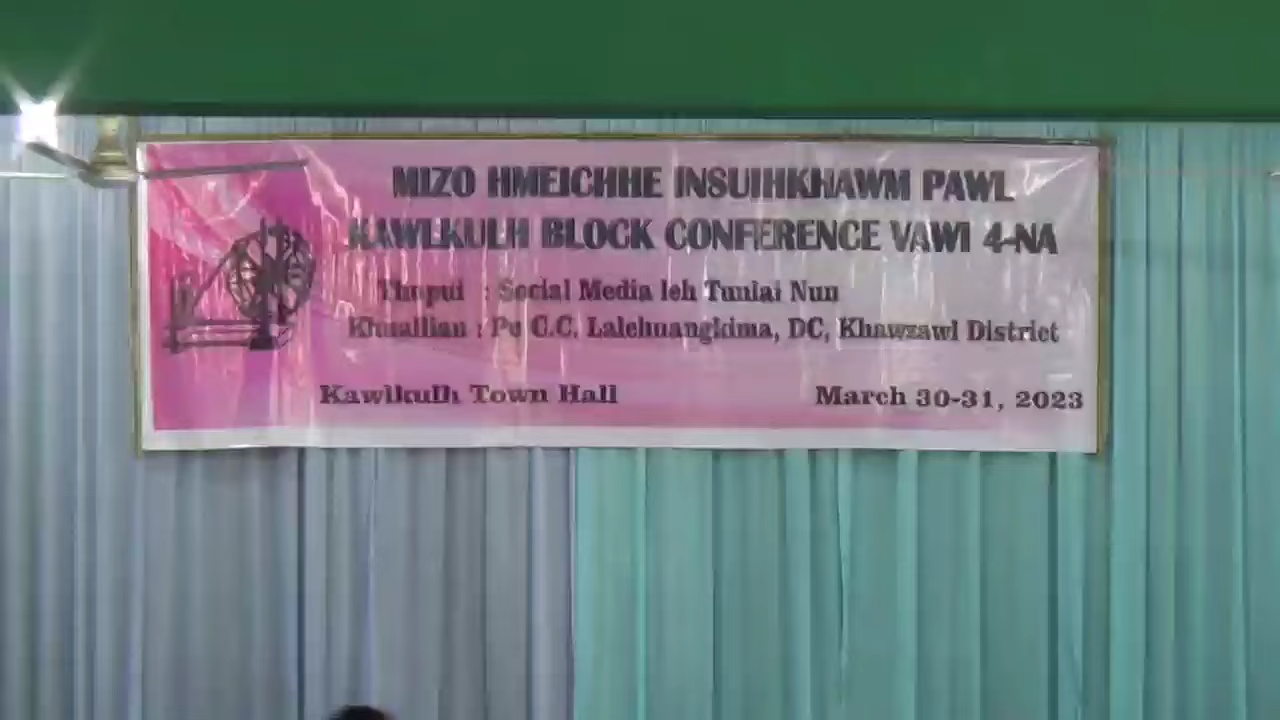 MIZO HMEICHHE INSUIHKHAWM PAWL
KAWLKULH BLOCK CONFERENCE VAWI 4-NA
Thupui : Social Media leh Tunlai Nun
Khuallian : Pu C.C. Lalchuangkima, DC, Khawzawl District
Kawlkulh Town Hall March 30-31, 2023